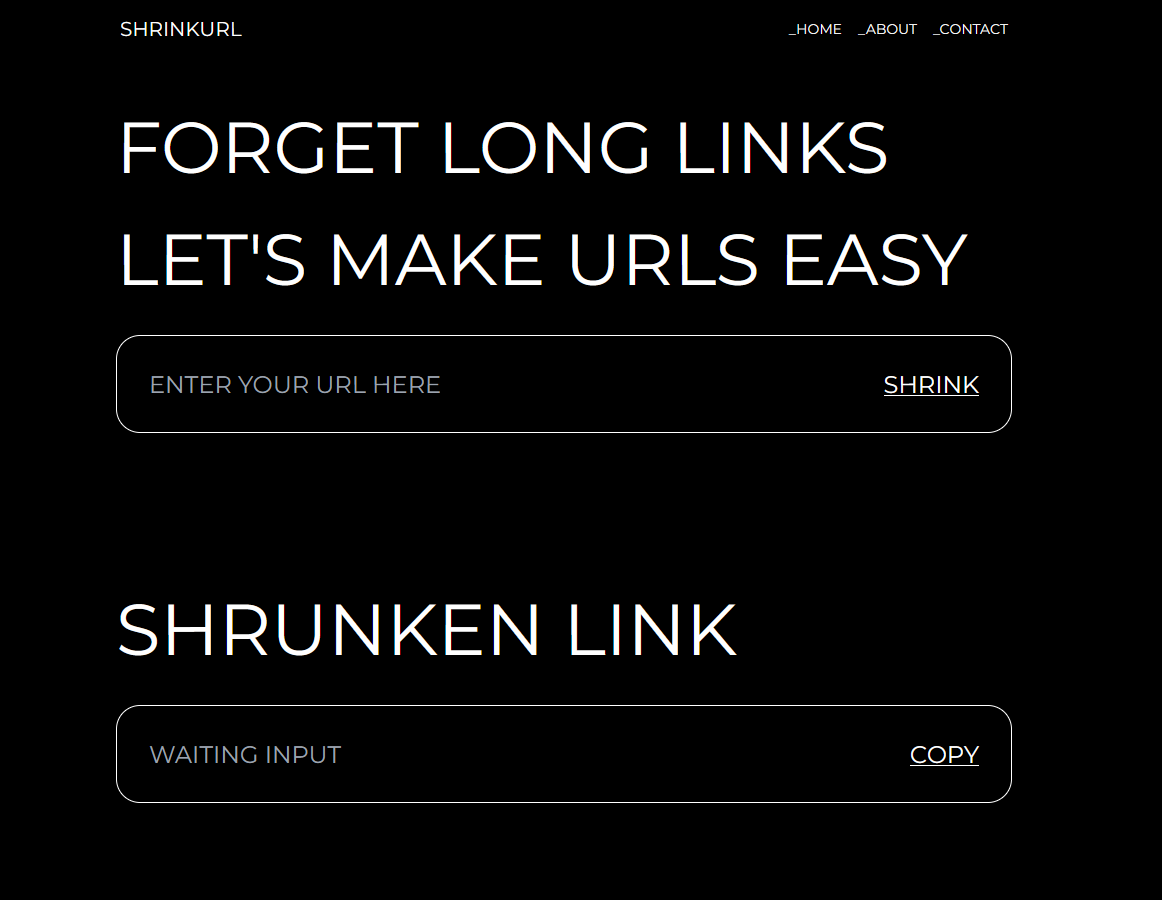 SHRINKURL
_HOME _ABOUT _CONTACT
FORGET LONG LINKS
LET'S MAKE URLS EASY
ENTER YOUR URL HERE
SHRINK
SHRUNKEN LINK
WAITING INPUT
COPY